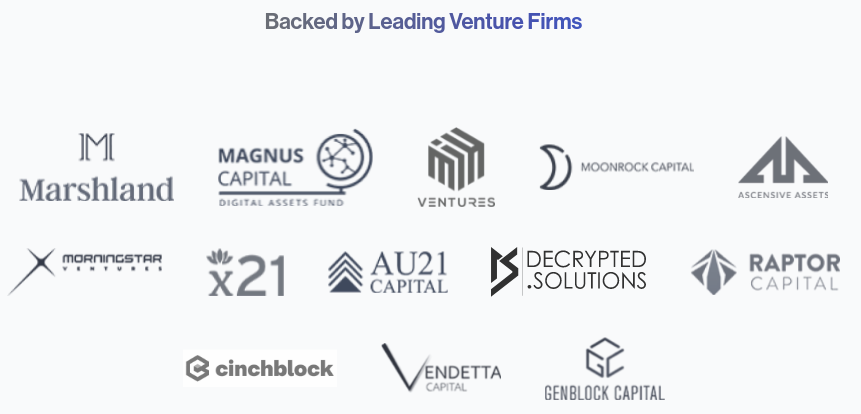 Backed by Leading Venture Firms
M
Marshland
MAGNUS
CAPITAL
DIGITAL ASSETS FUND
VENTURES
MOONROCK CAPITAL
ASCENSIVE ASSETS
MORNINGSTAR
VENTURES
x21
AU21
CAPITAL
DECRYPTED
.SOLUTIONS
RAPTOR
CAPITAL
cinchblock
VENDETTA
CAPITAL
GENBLOCK CAPITAL